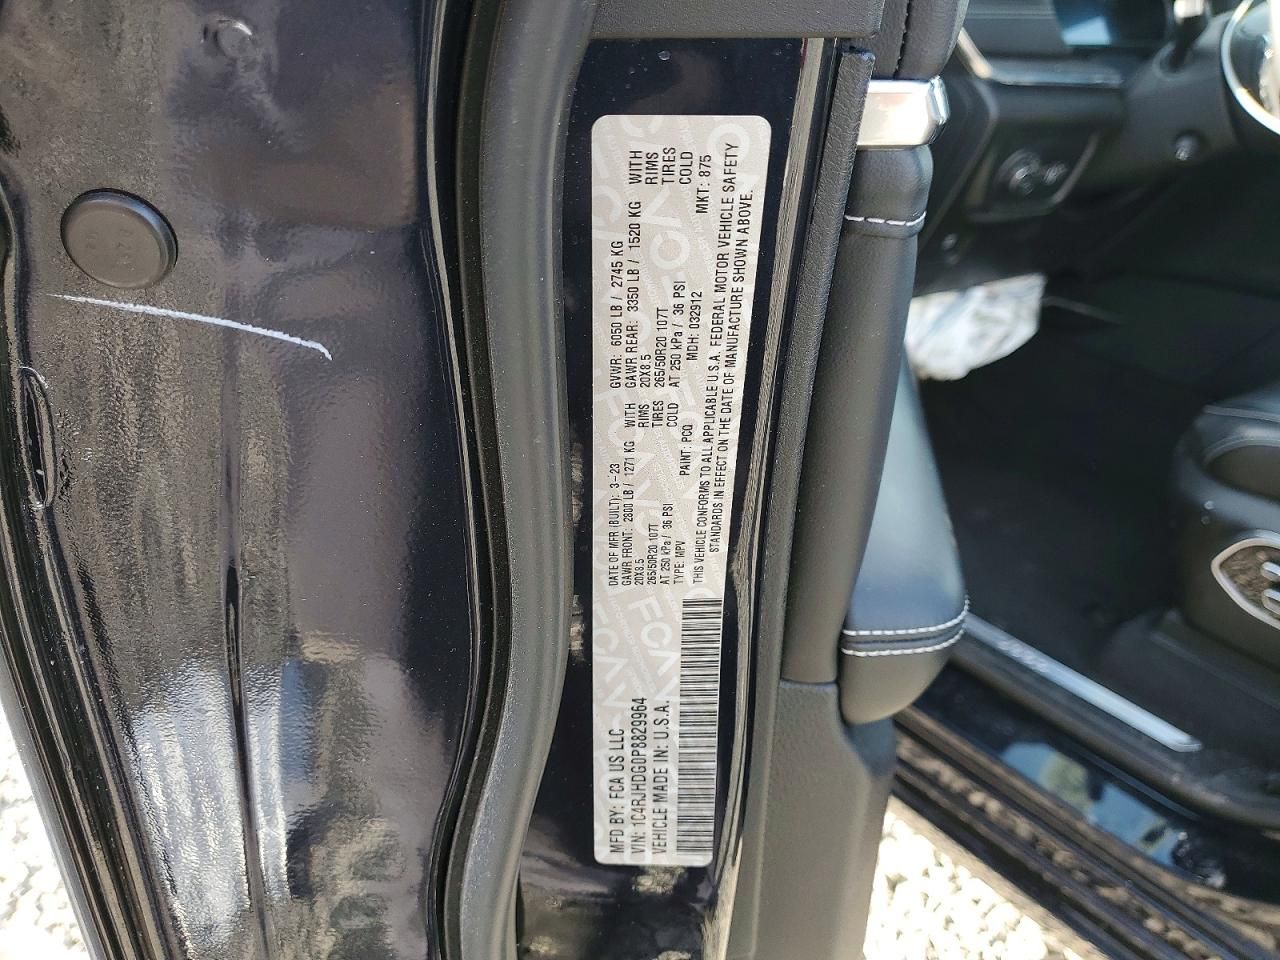 MFD BY: FCA US LLC
DATE OF MFR (BUILT): 3-23
GVWR: 6050 LB / 2745 KG
GAWR FRONT: 2800 LB / 1271 KG WITH
GAWR REAR: 3350 LB / 1520 KG WITH
20X8.5 RIMS
20X8.5 RIMS
265/50R20 107T TIRES
265/50R20 107T TIRES
AT 250 kPa / 36 PSI COLD
AT 250 kPa / 36 PSI COLD
VIN: 1C4RJHDG0P8829964
TYPE: MPV
PAINT: PCQ
MDH: 032912
MKT: 875
VEHICLE MADE IN: U.S.A.
THIS VEHICLE CONFORMS TO ALL APPLICABLE U.S.A. FEDERAL MOTOR VEHICLE SAFETY
STANDARDS IN EFFECT ON THE DATE OF MANUFACTURE SHOWN ABOVE.